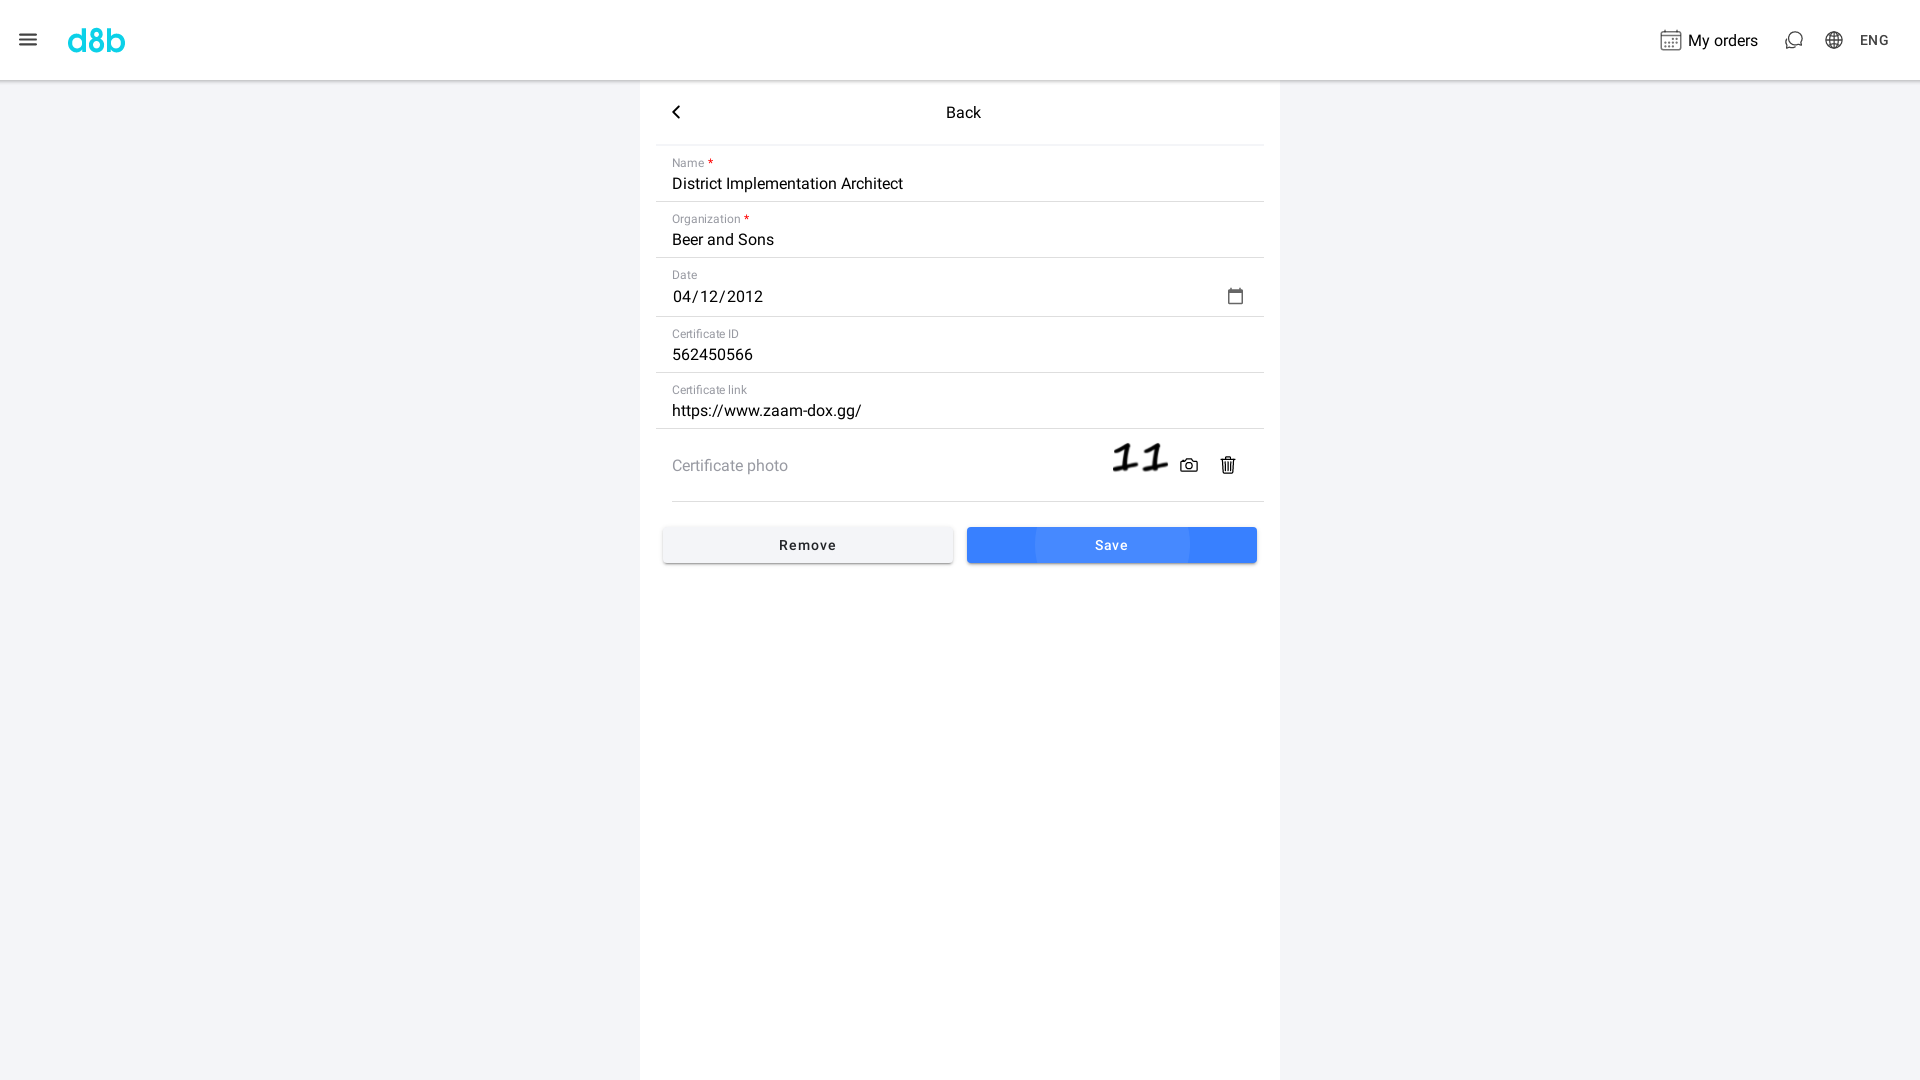 d8b
My orders
ENG
Back
Name *
District Implementation Architect
Organization *
Beer and Sons
Date
04/12/2012
Certificate ID
562450566
Certificate link
https://www.zaam-dox.gg/
Certificate photo
11
Remove
Save